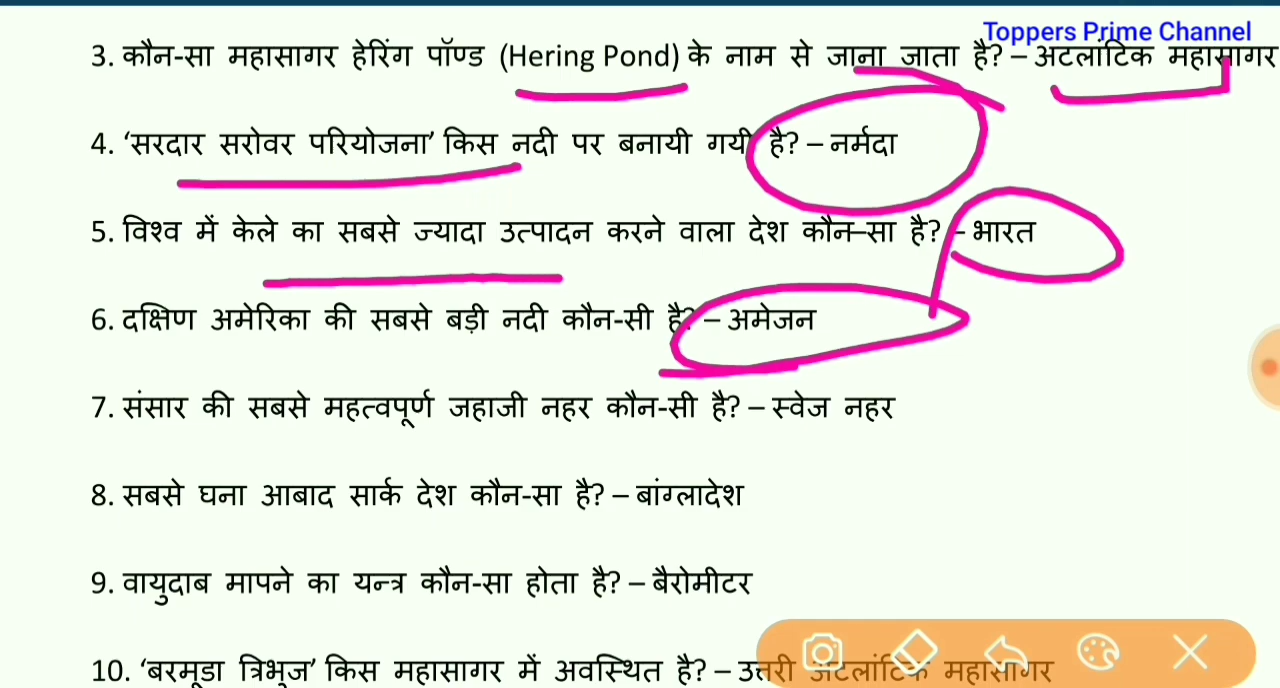 Toppers Prime Channel
3. कौन-सा महासागर हेरिंग पॉण्ड (Hering Pond) के नाम से जाना जाता है? – अटलांटिक महासागर
4. ‘सरदार सरोवर परियोजना’ किस नदी पर बनायी गयी है? – नर्मदा
5. विश्व में केले का सबसे ज्यादा उत्पादन करने वाला देश कौन-सा है? – भारत
6. दक्षिण अमेरिका की सबसे बड़ी नदी कौन-सी है? – अमेजन
7. संसार की सबसे महत्वपूर्ण जहाजी नहर कौन-सी है? – स्वेज नहर
8. सबसे घना आबाद सार्क देश कौन-सा है? – बांग्लादेश
9. वायुदाब मापने का यन्त्र कौन-सा होता है? – बैरोमीटर
10. ‘बरमूडा त्रिभुज’ किस महासागर में अवस्थित है? – उत्तरी अटलांटिक महासागर